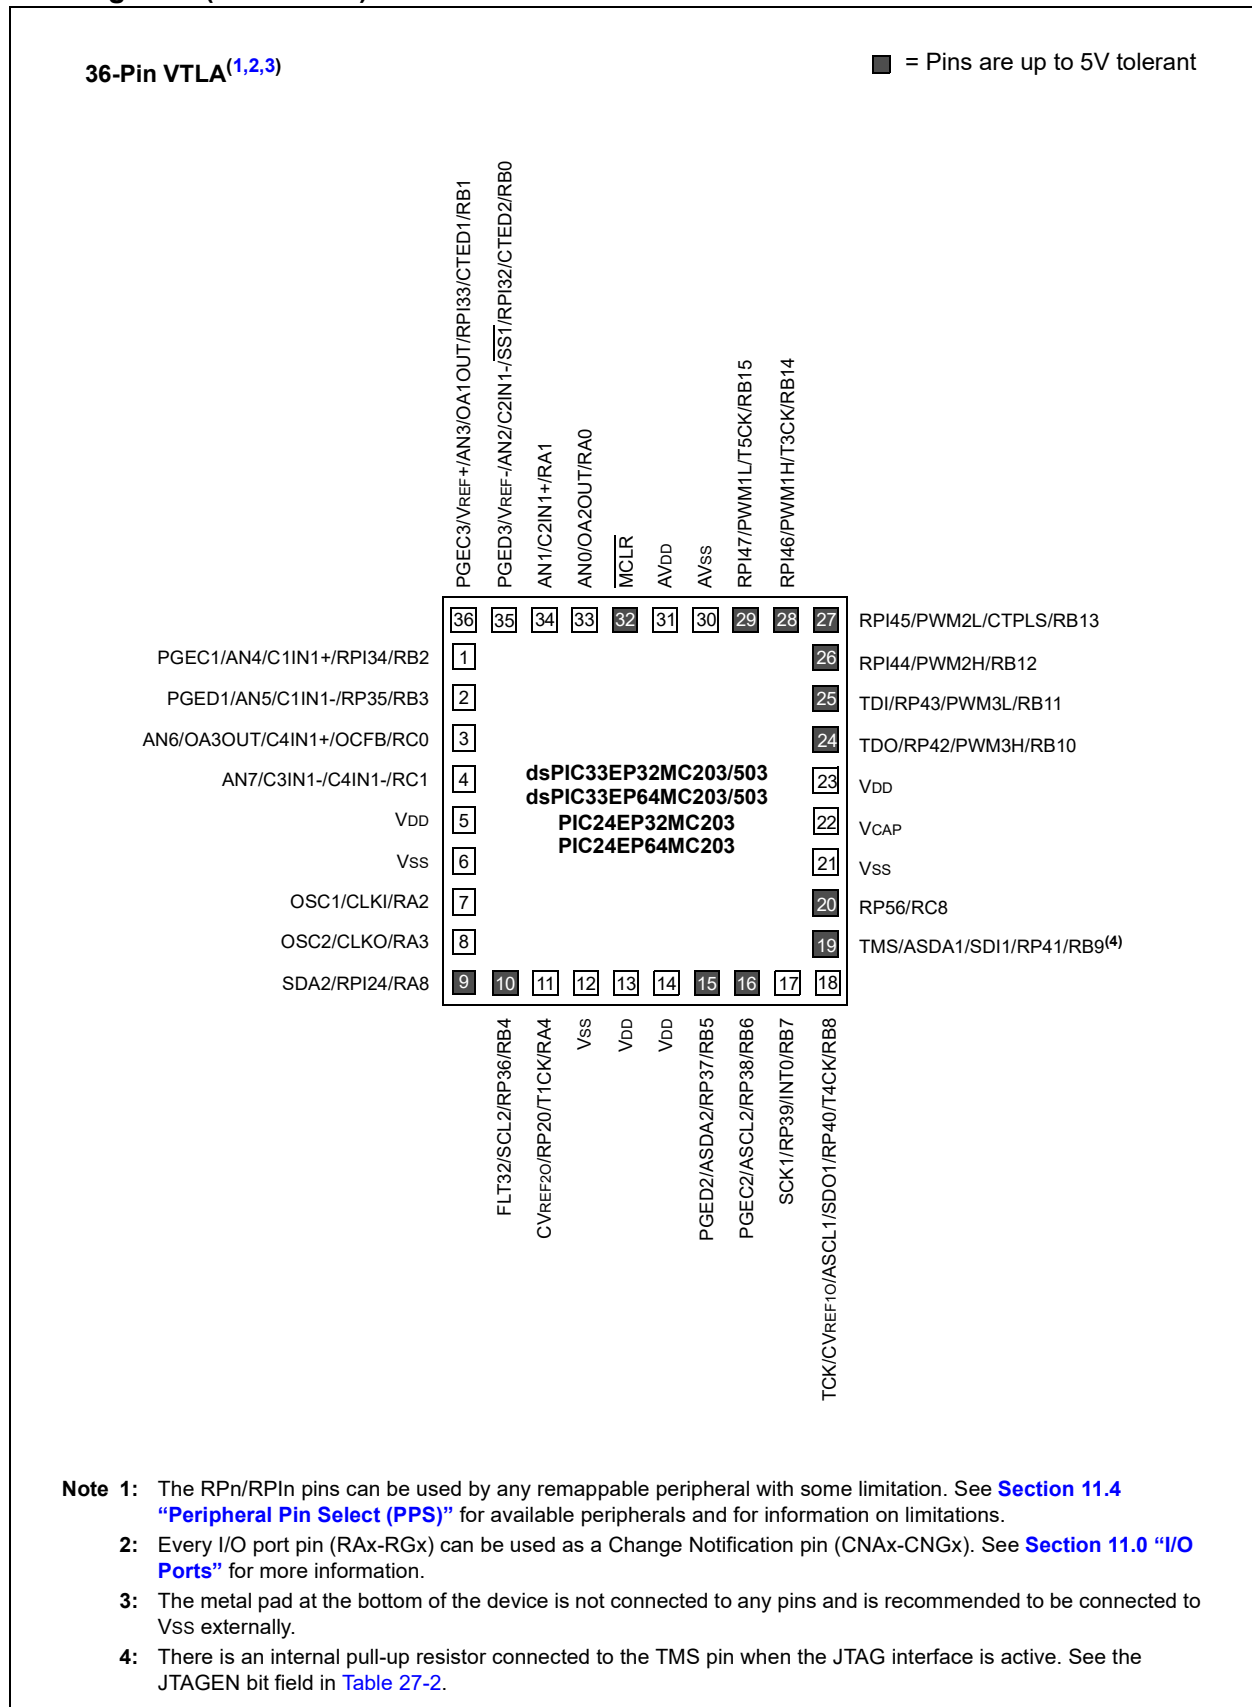 36-Pin VTLA(1,2,3)
= Pins are up to 5V tolerant
PGEC3/VREF+/AN3/OA1OUT/RPI33/CTED1/RB1
PGED3/VREF-/AN2/C2IN1-/SS1/RPI32/CTED2/RB0
AN1/C2IN1+/RA1
AN0/OA2OUT/RA0
MCLR
AVDD
AVSS
RPI47/PWM1L/T5CK/RB15
RPI46/PWM1H/T3CK/RB14
36 35 34 33 32 31 30 29 28 27 RPI45/PWM2L/CTPLS/RB13
PGEC1/AN4/C1IN1+/RPI34/RB2 1 26 RPI44/PWM2H/RB12
PGED1/AN5/C1IN1-/RP35/RB3 2 25 TDI/RP43/PWM3L/RB11
AN6/OA3OUT/C4IN1+/OCFB/RC0 3 24 TDO/RP42/PWM3H/RB10
AN7/C3IN1-/C4IN1-/RC1 4 23 VDD
VDD 5 22 VCAP
VSS 6 21 VSS
OSC1/CLKI/RA2 7 20 RP56/RC8
OSC2/CLKO/RA3 8 19 TMS/ASDA1/SDI1/RP41/RB9(4)
SDA2/RPI24/RA8 9 10 11 12 13 14 15 16 17 18
dsPIC33EP32MC203/503
dsPIC33EP64MC203/503
PIC24EP32MC203
PIC24EP64MC203
FLT32/SCL2/RP36/RB4
CVREF2O/RP20/T1CK/RA4
VSS
VDD
VDD
PGED2/ASDA2/RP37/RB5
PGEC2/ASCL2/RP38/RB6
SCK1/RP39/INT0/RB7
TCK/CVREF1O/ASCL1/SDO1/RP40/T4CK/RB8
Note 1: The RPn/RPIn pins can be used by any remappable peripheral with some limitation. See Section 11.4
“Peripheral Pin Select (PPS)” for available peripherals and for information on limitations.
2: Every I/O port pin (RAx-RGx) can be used as a Change Notification pin (CNAx-CNGx). See Section 11.0 “I/O
Ports” for more information.
3: The metal pad at the bottom of the device is not connected to any pins and is recommended to be connected to
VSS externally.
4: There is an internal pull-up resistor connected to the TMS pin when the JTAG interface is active. See the
JTAGEN bit field in Table 27-2.